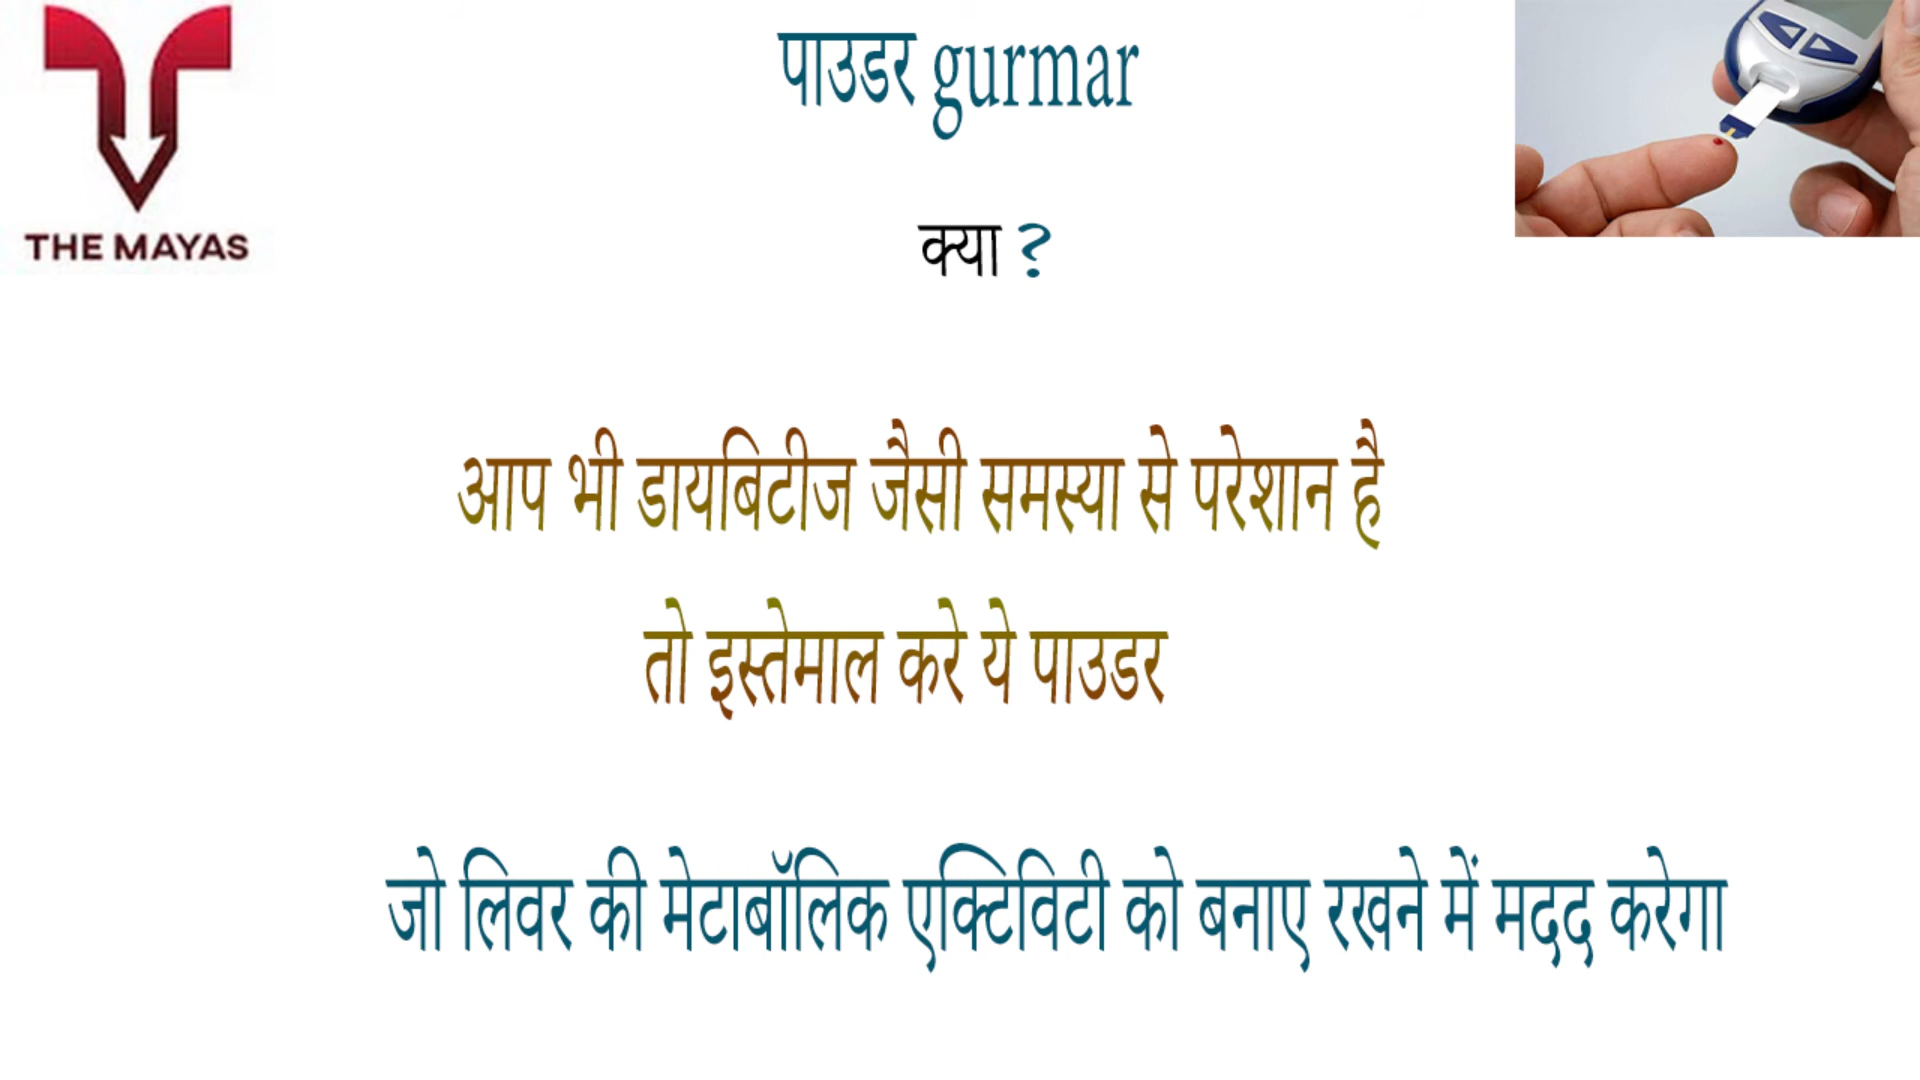 पाउडर gurmar
THE MAYAS
क्या ?
आप भी डायबिटीज जैसी समस्या से परेशान है
तो इस्तेमाल करे ये पाउडर
जो लिवर की मेटाबॉलिक एक्टिविटी को बनाए रखने में मदद करेगा